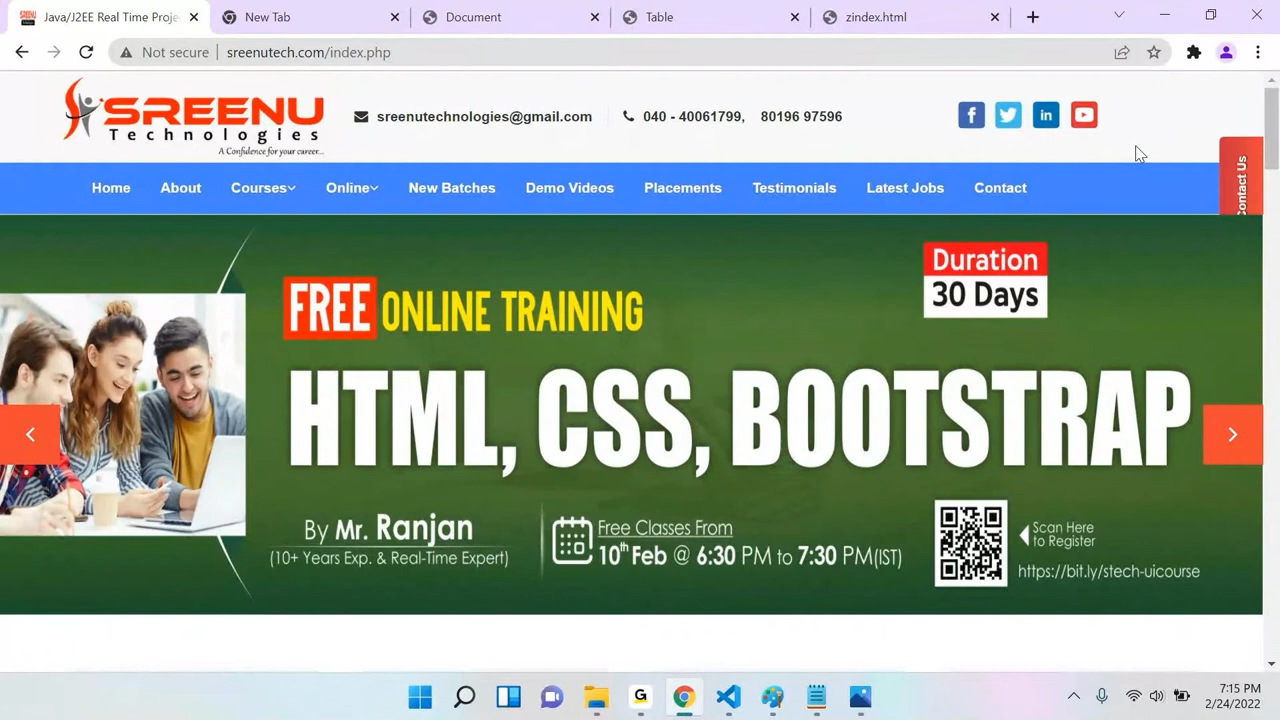 Java/J2EE Real Time Proje
New Tab
Document
Table
zindex.html
Not secure
sreenutech.com/index.php
SREENU
Technologies
A Confidence for your career...
sreenutechnologies@gmail.com
040 - 40061799, 80196 97596
Contact Us
Home
About
Courses
Online
New Batches
Demo Videos
Placements
Testimonials
Latest Jobs
Contact
Duration
30 Days
FREE ONLINE TRAINING
HTML, CSS, BOOTSTRAP
By Mr. Ranjan
(10+ Years Exp. & Real-Time Expert)
Free Classes From
10th Feb @ 6:30 PM to 7:30 PM(IST)
Scan Here
to Register
https://bit.ly/stech-uicourse
7:15 PM
2/24/2022